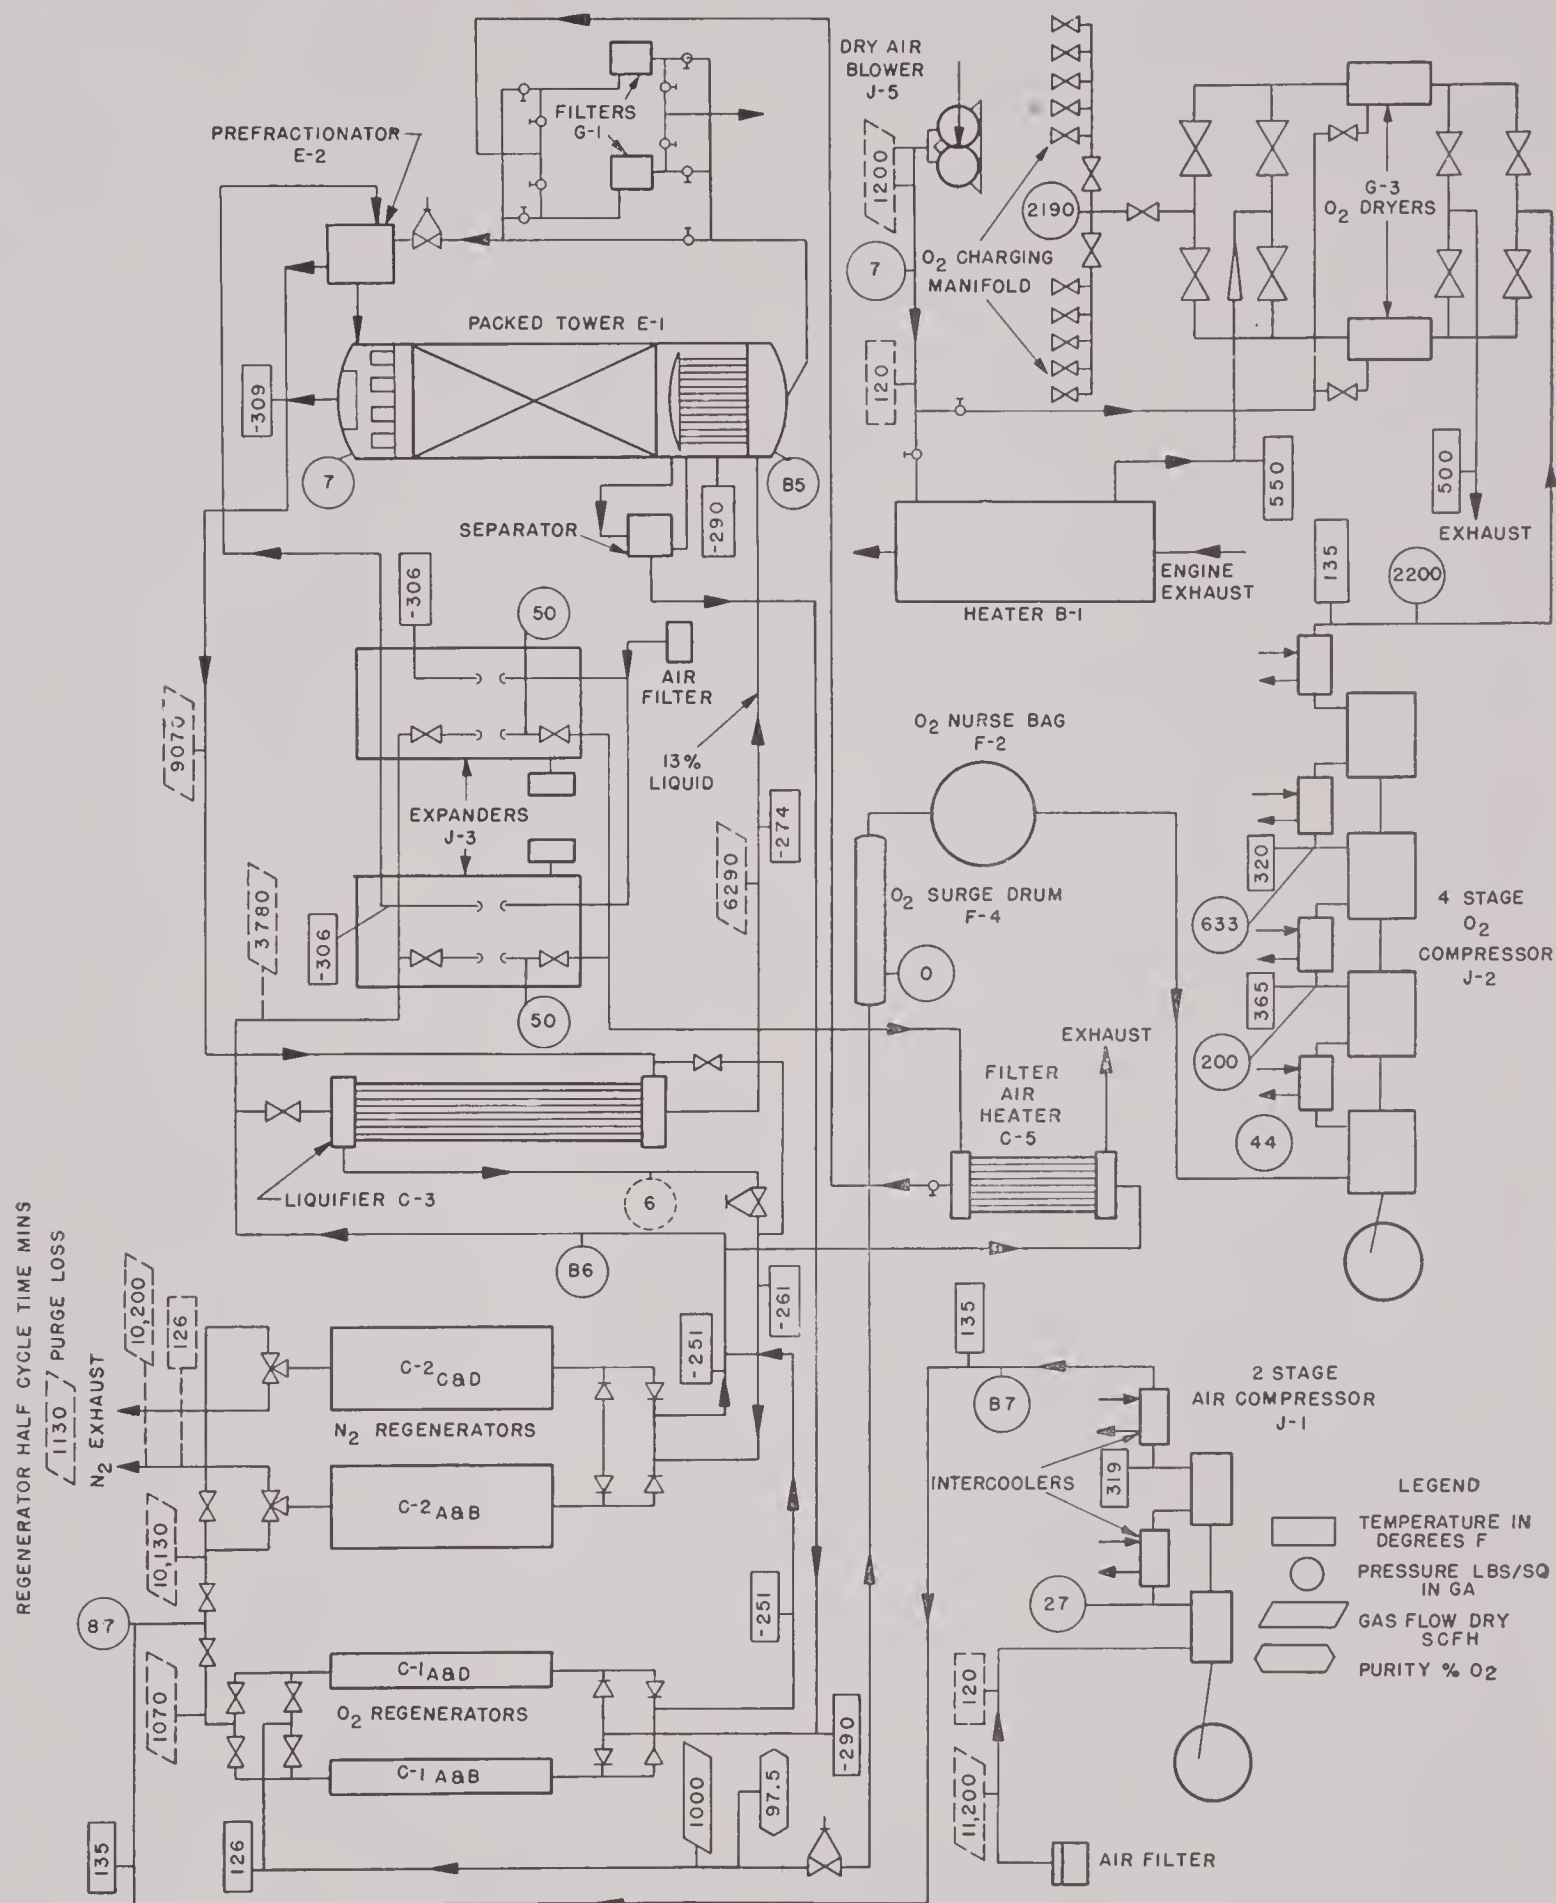 DRY AIR
BLOWER
J-5
FILTERS
G-1
PREFRACTIONATOR
E-2
1200
2190
G-3
O2 DRYERS
7
O2 CHARGING
MANIFOLD
PACKED TOWER E-1
-309
120
7
B5
-290
550
500
EXHAUST
SEPARATOR
135
2200
ENGINE
EXHAUST
HEATER B-1
-306
50
AIR
FILTER
9070
O2 NURSE BAG
F-2
13%
LIQUID
-274
EXPANDERS
J-3
6290
320
3780
O2 SURGE DRUM
F-4
633
4 STAGE
O2
COMPRESSOR
J-2
-306
0
365
50
EXHAUST
200
FILTER
AIR
HEATER
C-5
44
LIQUIFIER C-3
6
REGENERATOR HALF CYCLE TIME MINS
1130 / PURGE LOSS
N2 EXHAUST
10,200
126
B6
-261
-251
135
C-2 C&D
N2 REGENERATORS
B7
2 STAGE
AIR COMPRESSOR
J-1
319
INTERCOOLERS
C-2 A&B
10,130
LEGEND
TEMPERATURE IN
DEGREES F
PRESSURE LBS/SQ
IN GA
GAS FLOW DRY
SCFH
PURITY % O2
87
-251
27
C-1 A&D
O2 REGENERATORS
1070
120
-290
C-1 A&B
1000
97.5
11,200
135
126
AIR FILTER